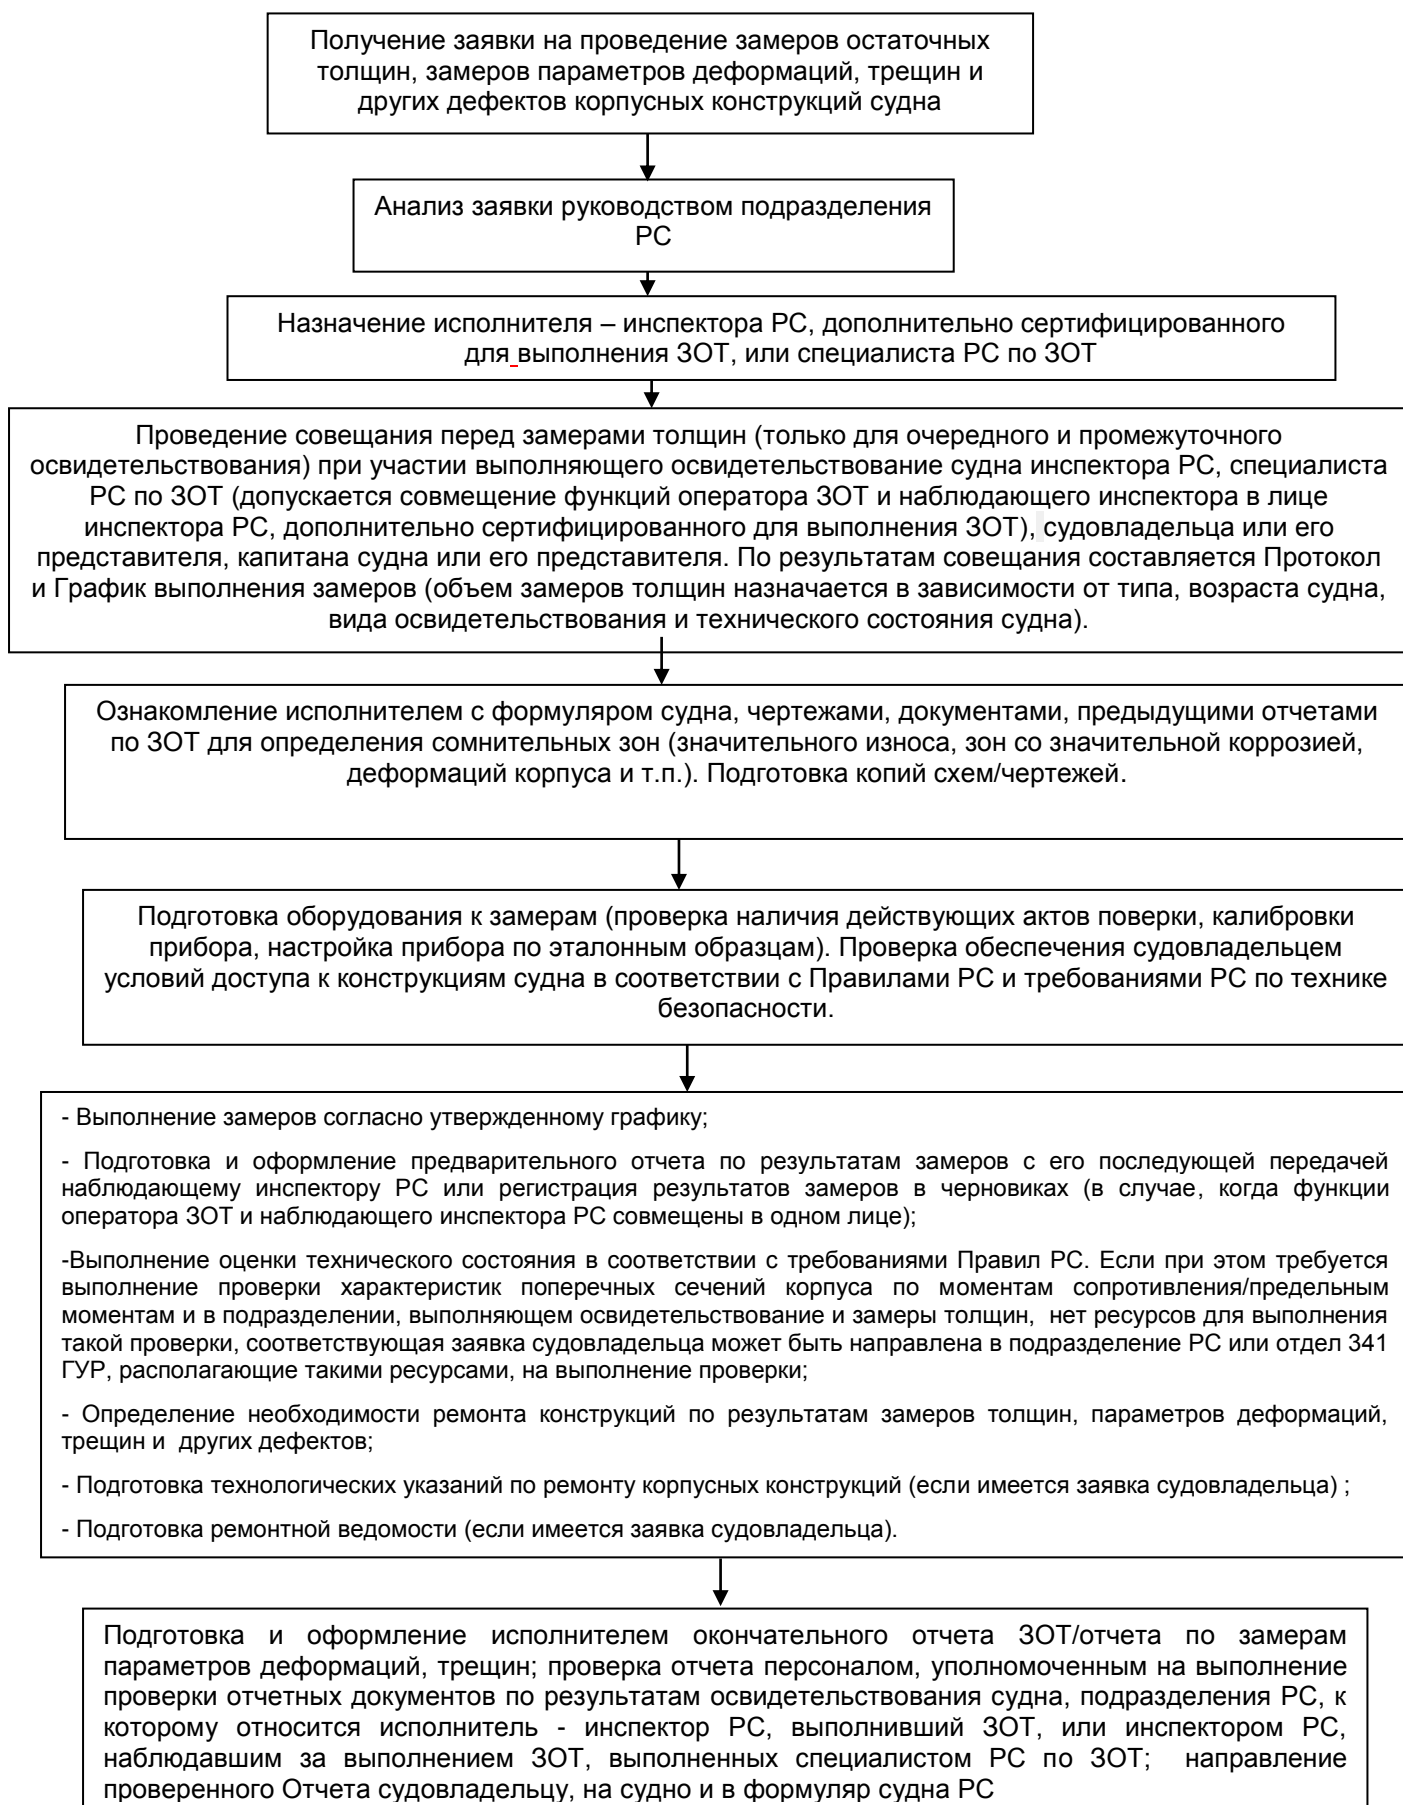 Получение заявки на проведение замеров остаточных
толщин, замеров параметров деформаций, трещин и
других дефектов корпусных конструкций судна
Анализ заявки руководством подразделения
РС
Назначение исполнителя – инспектора РС, дополнительно сертифицированного
для выполнения ЗОТ, или специалиста РС по ЗОТ
Проведение совещания перед замерами толщин (только для очередного и промежуточного
освидетельствования) при участии выполняющего освидетельствование судна инспектора РС, специалиста
РС по ЗОТ (допускается совмещение функций оператора ЗОТ и наблюдающего инспектора в лице
инспектора РС, дополнительно сертифицированного для выполнения ЗОТ), судовладельца или его
представителя, капитана судна или его представителя. По результатам совещания составляется Протокол
и График выполнения замеров (объем замеров толщин назначается в зависимости от типа, возраста судна,
вида освидетельствования и технического состояния судна).
Ознакомление исполнителем с формуляром судна, чертежами, документами, предыдущими отчетами
по ЗОТ для определения сомнительных зон (значительного износа, зон со значительной коррозией,
деформаций корпуса и т.п.). Подготовка копий схем/чертежей.
Подготовка оборудования к замерам (проверка наличия действующих актов поверки, калибровки
прибора, настройка прибора по эталонным образцам). Проверка обеспечения судовладельцем
условий доступа к конструкциям судна в соответствии с Правилами РС и требованиями РС по технике
безопасности.
- Выполнение замеров согласно утвержденному графику;
- Подготовка и оформление предварительного отчета по результатам замеров с его последующей передачей
наблюдающему инспектору РС или регистрация результатов замеров в черновиках (в случае, когда функции
оператора ЗОТ и наблюдающего инспектора РС совмещены в одном лице);
-Выполнение оценки технического состояния в соответствии с требованиями Правил РС. Если при этом требуется
выполнение проверки характеристик поперечных сечений корпуса по моментам сопротивления/предельным
моментам и в подразделении, выполняющем освидетельствование и замеры толщин, нет ресурсов для выполнения
такой проверки, соответствующая заявка судовладельца может быть направлена в подразделение РС или отдел 341
ГУР, располагающие такими ресурсами, на выполнение проверки;
- Определение необходимости ремонта конструкций по результатам замеров толщин, параметров деформаций,
трещин и других дефектов;
- Подготовка технологических указаний по ремонту корпусных конструкций (если имеется заявка судовладельца) ;
- Подготовка ремонтной ведомости (если имеется заявка судовладельца).
Подготовка и оформление исполнителем окончательного отчета ЗОТ/отчета по замерам
параметров деформаций, трещин; проверка отчета персоналом, уполномоченным на выполнение
проверки отчетных документов по результатам освидетельствования судна, подразделения РС, к
которому относится исполнитель - инспектор РС, выполнивший ЗОТ, или инспектором РС,
наблюдавшим за выполнением ЗОТ, выполненных специалистом РС по ЗОТ; направление
проверенного Отчета судовладельцу, на судно и в формуляр судна РС